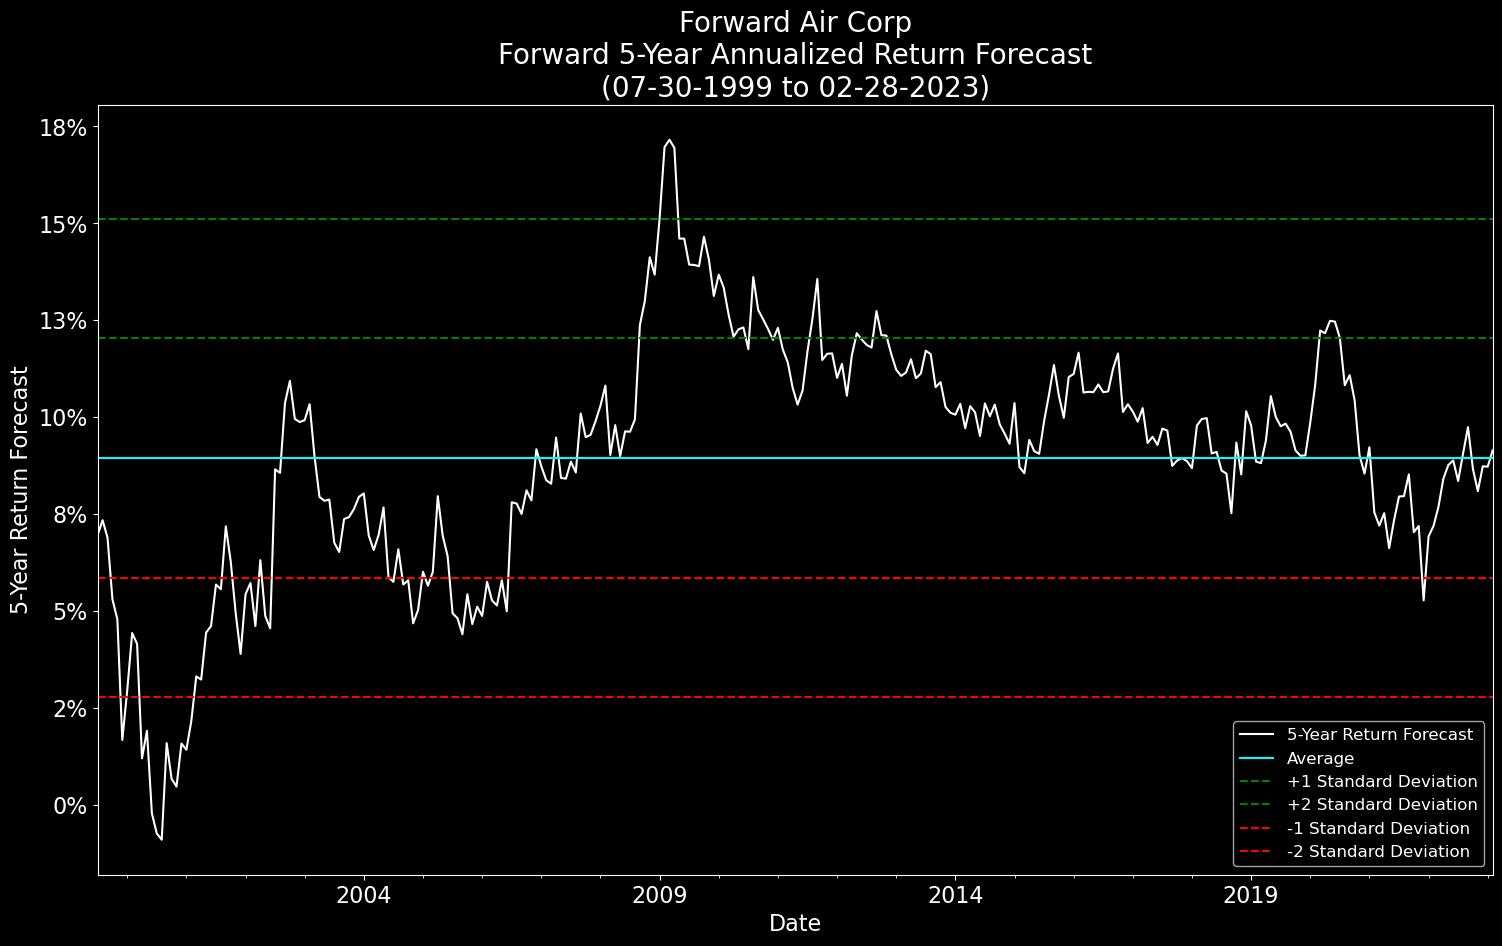 Forward Air Corp
Forward 5-Year Annualized Return Forecast
(07-30-1999 to 02-28-2023)
18%
15%
13%
10%
8%
5%
2%
0%
5-Year Return Forecast
2004
2009
2014
2019
Date
5-Year Return Forecast
Average
+1 Standard Deviation
+2 Standard Deviation
-1 Standard Deviation
-2 Standard Deviation